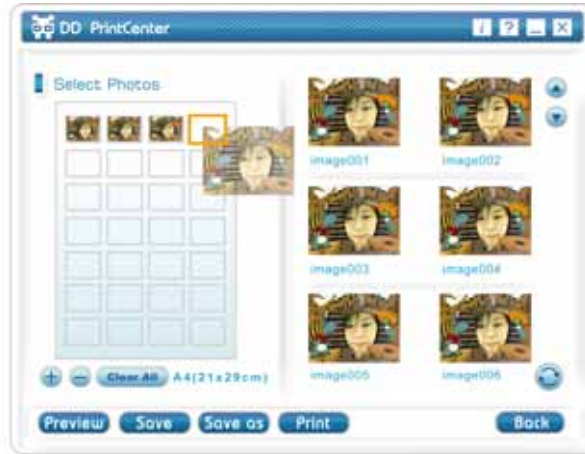 DD PrintCenter
i ? _ X
Select Photos
image001 image002
image003 image004
image005 image006
+ - Clear All A4(21x29cm)
Preview Save Save as Print Back